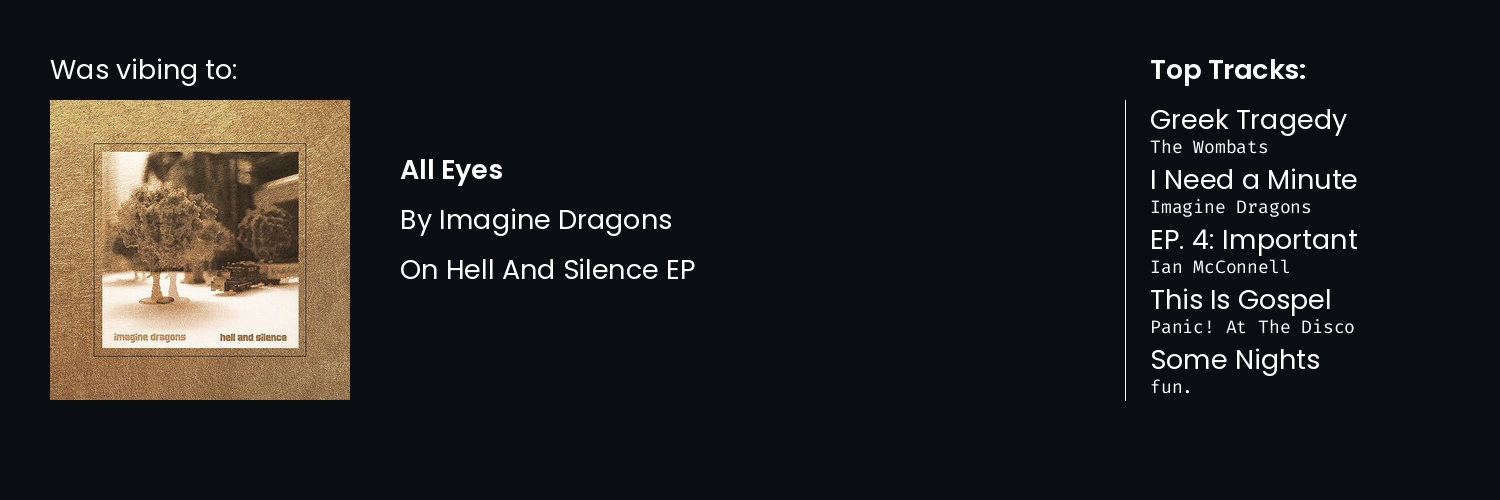 Was vibing to:
imagine dragons
hell and silence
All Eyes
By Imagine Dragons
On Hell And Silence EP
Top Tracks:
Greek Tragedy
The Wombats
I Need a Minute
Imagine Dragons
EP. 4: Important
Ian McConnell
This Is Gospel
Panic! At The Disco
Some Nights
fun.